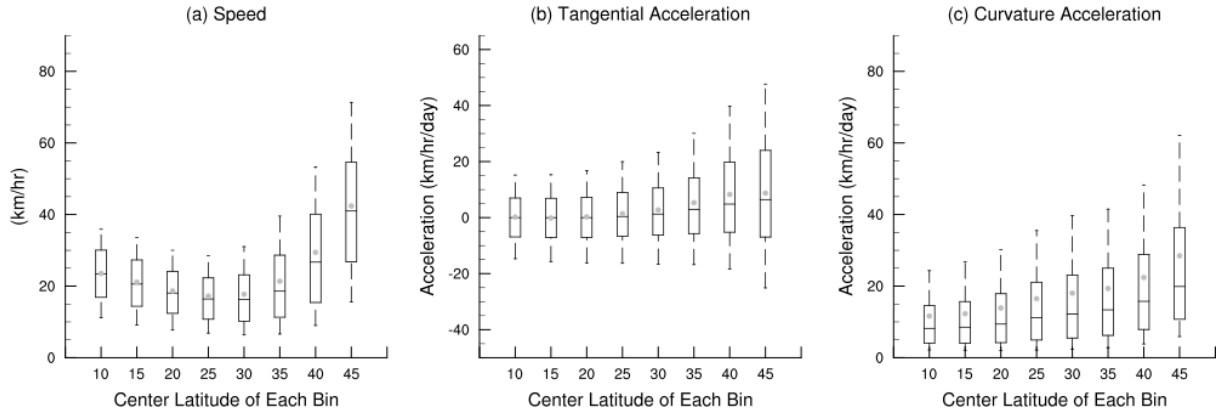 (a) Speed
(km/hr)
80
60
40
20
0
10 15 20 25 30 35 40 45
Center Latitude of Each Bin
(b) Tangential Acceleration
Acceleration (km/hr/day)
60
40
20
0
-20
-40
10 15 20 25 30 35 40 45
Center Latitude of Each Bin
(c) Curvature Acceleration
Acceleration (km/hr/day)
80
60
40
20
0
10 15 20 25 30 35 40 45
Center Latitude of Each Bin